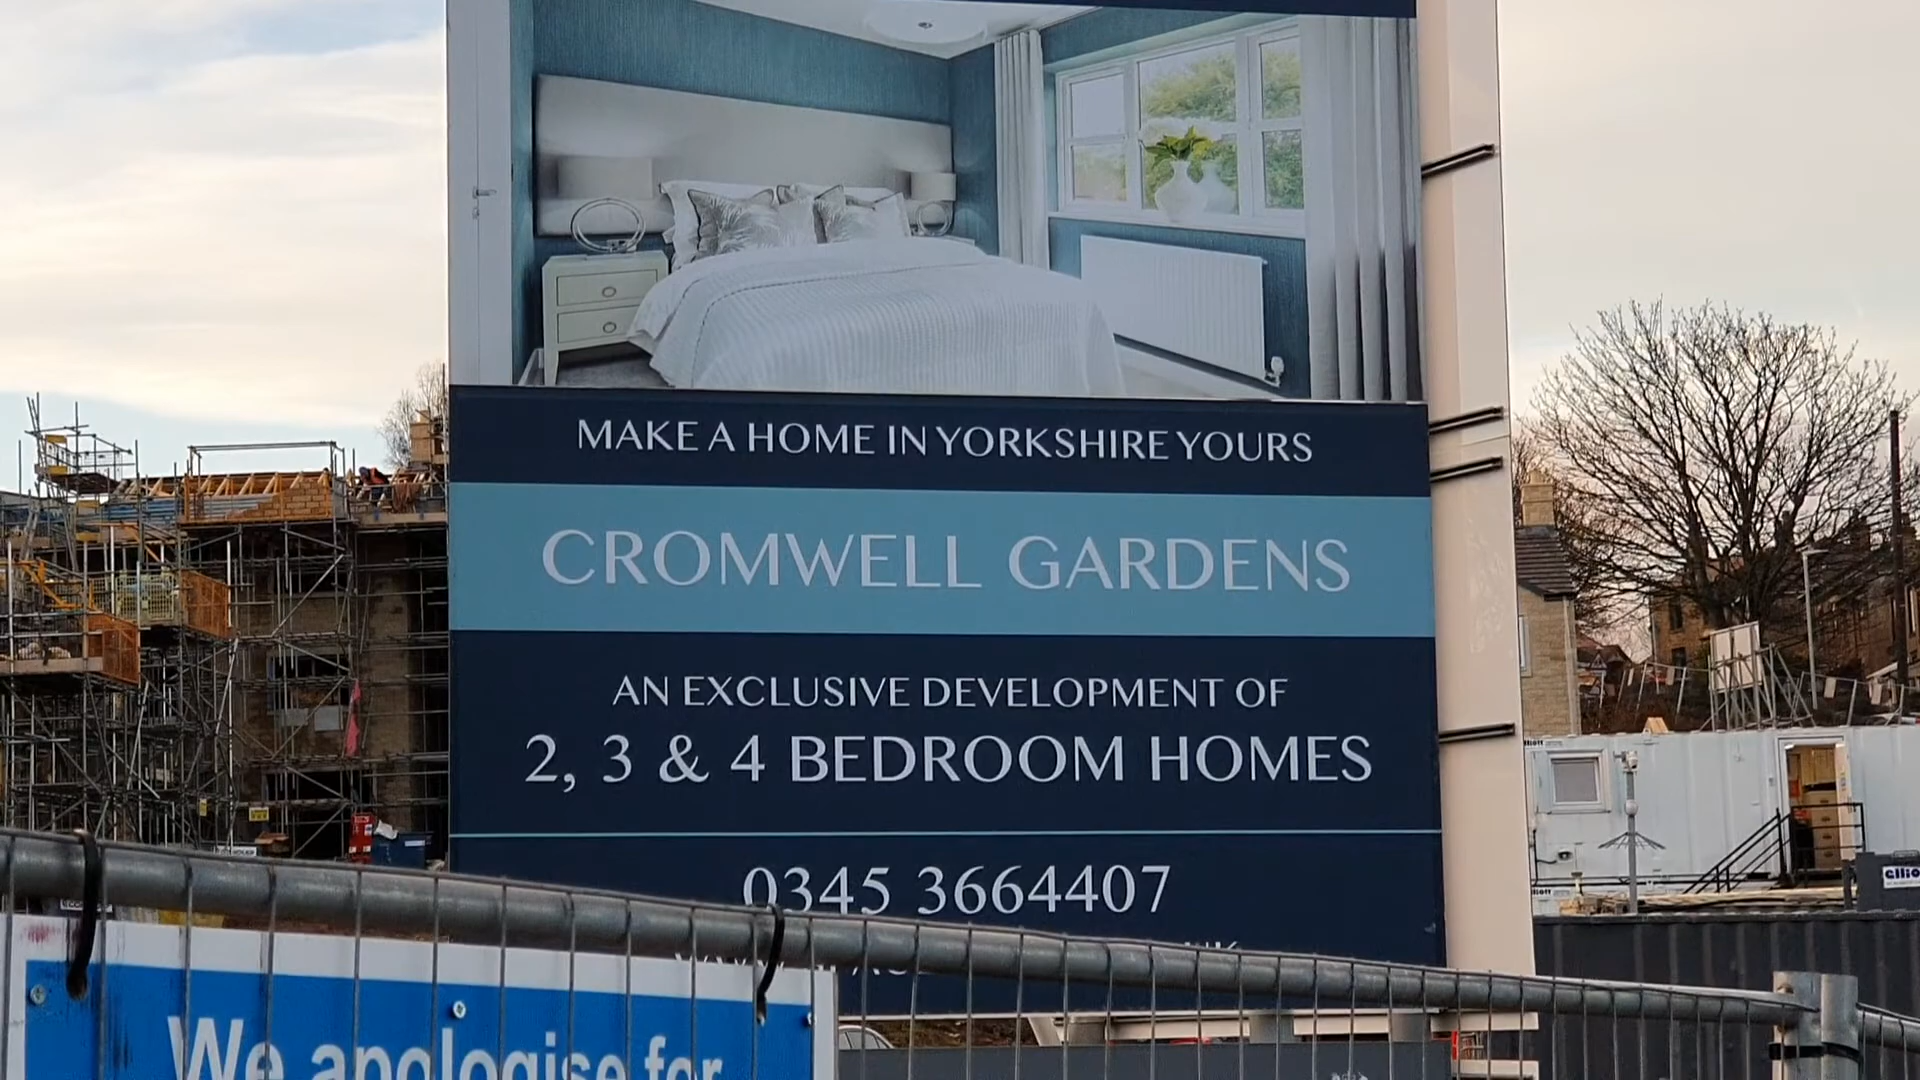 MAKE A HOME IN YORKSHIRE YOURS
CROMWELL GARDENS
AN EXCLUSIVE DEVELOPMENT OF
2, 3 & 4 BEDROOM HOMES
0345 3664407
We apologise for
elliott